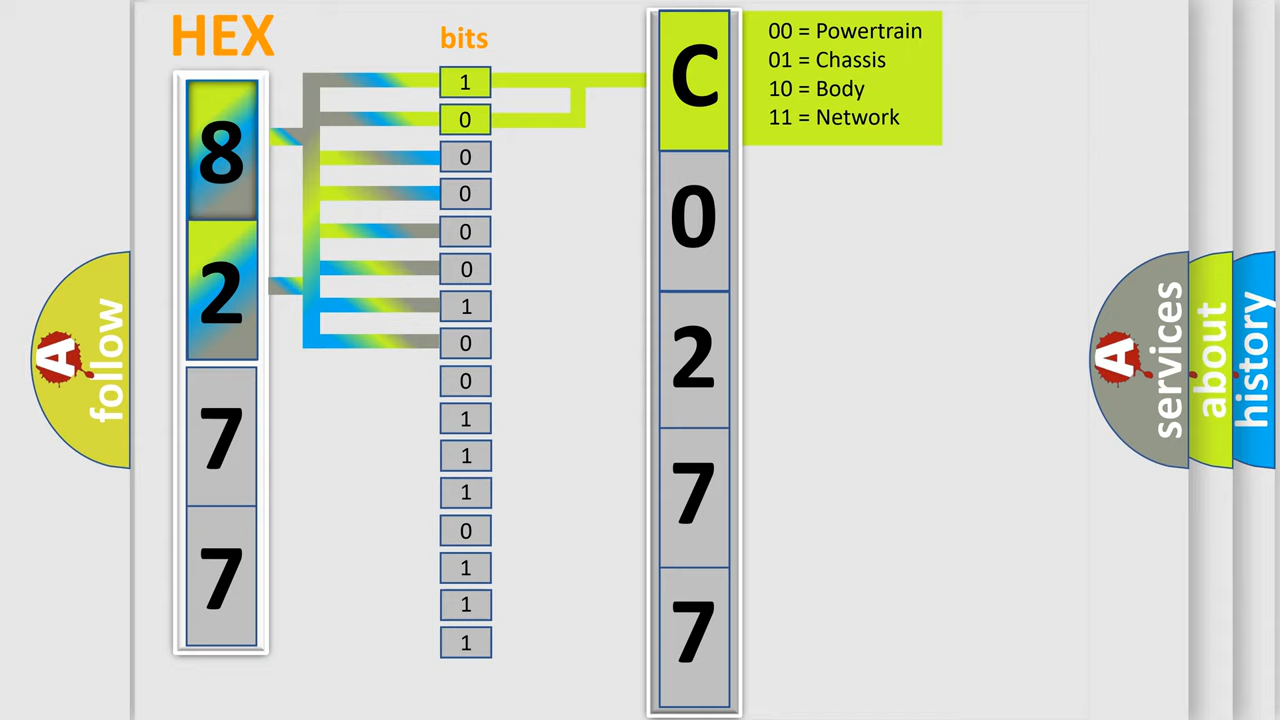 HEX
bits
8
2
7
7
1
0
0
0
0
0
1
0
0
1
1
1
0
1
1
1
C
0
2
7
7
00 = Powertrain
01 = Chassis
10 = Body
11 = Network
A
follow
A
services
about
history